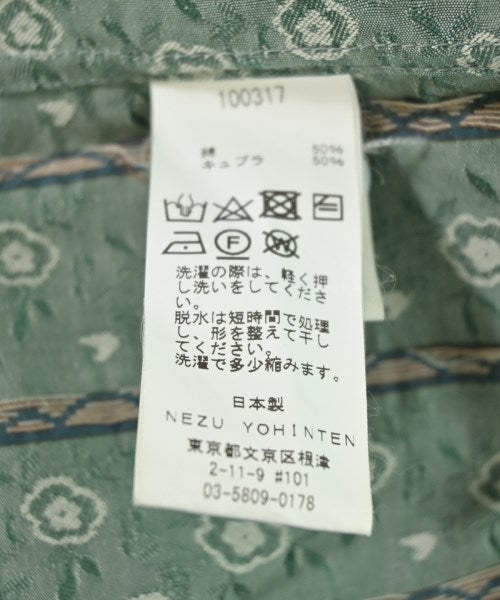 100317
綿 50%
キュプラ 50%
洗濯の際は、軽く押
し洗いをしてくださ
い。
脱水は短時間で処理
し、形を整えて干し
てください。
洗濯で多少縮みます。
日本製
NEZU YOHINTEN
東京都文京区根津
2-11-9 #101
03-5809-0178